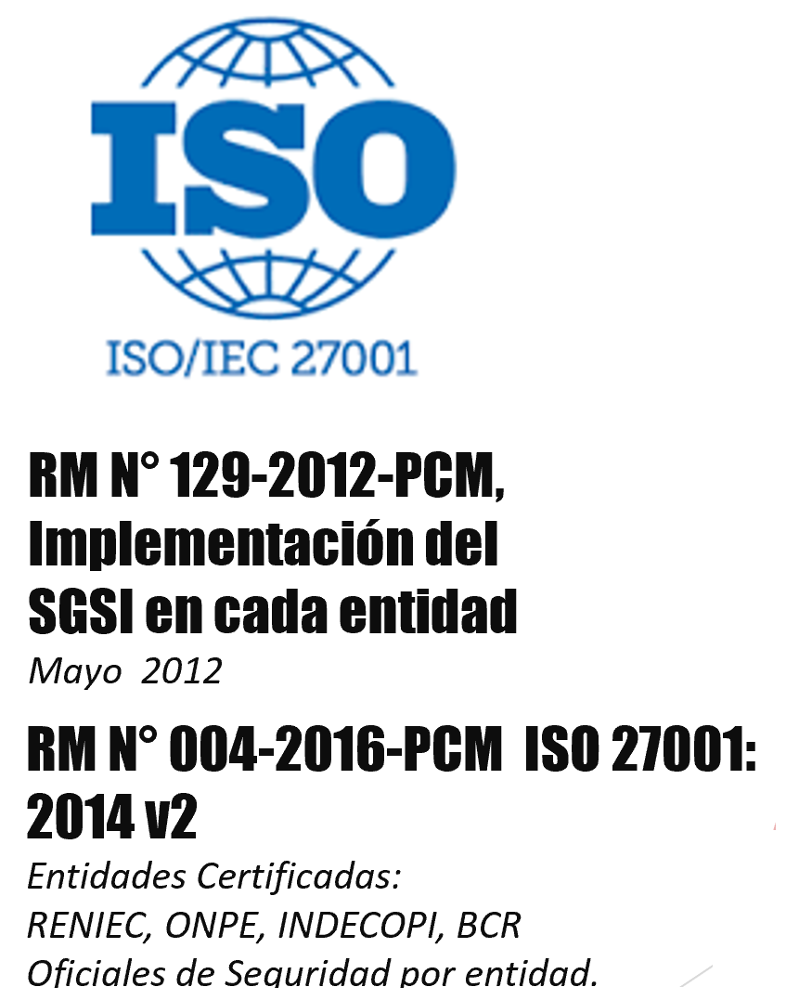 ISO
ISO/IEC 27001
RM N° 129-2012-PCM,
Implementación del
SGSI en cada entidad
Mayo 2012
RM N° 004-2016-PCM ISO 27001:
2014 v2
Entidades Certificadas:
RENIEC, ONPE, INDECOPI, BCR
Oficiales de Seguridad por entidad.